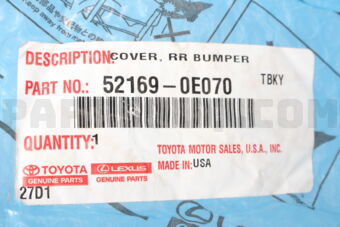 DESCRIPTION: COVER, RR BUMPER
PART NO.: 52169-0E070 TBKY
QUANTITY: 1
TOYOTA MOTOR SALES, U.S.A., INC.
MADE IN: USA
TOYOTA LEXUS
GENUINE PARTS GENUINE PARTS
27D1